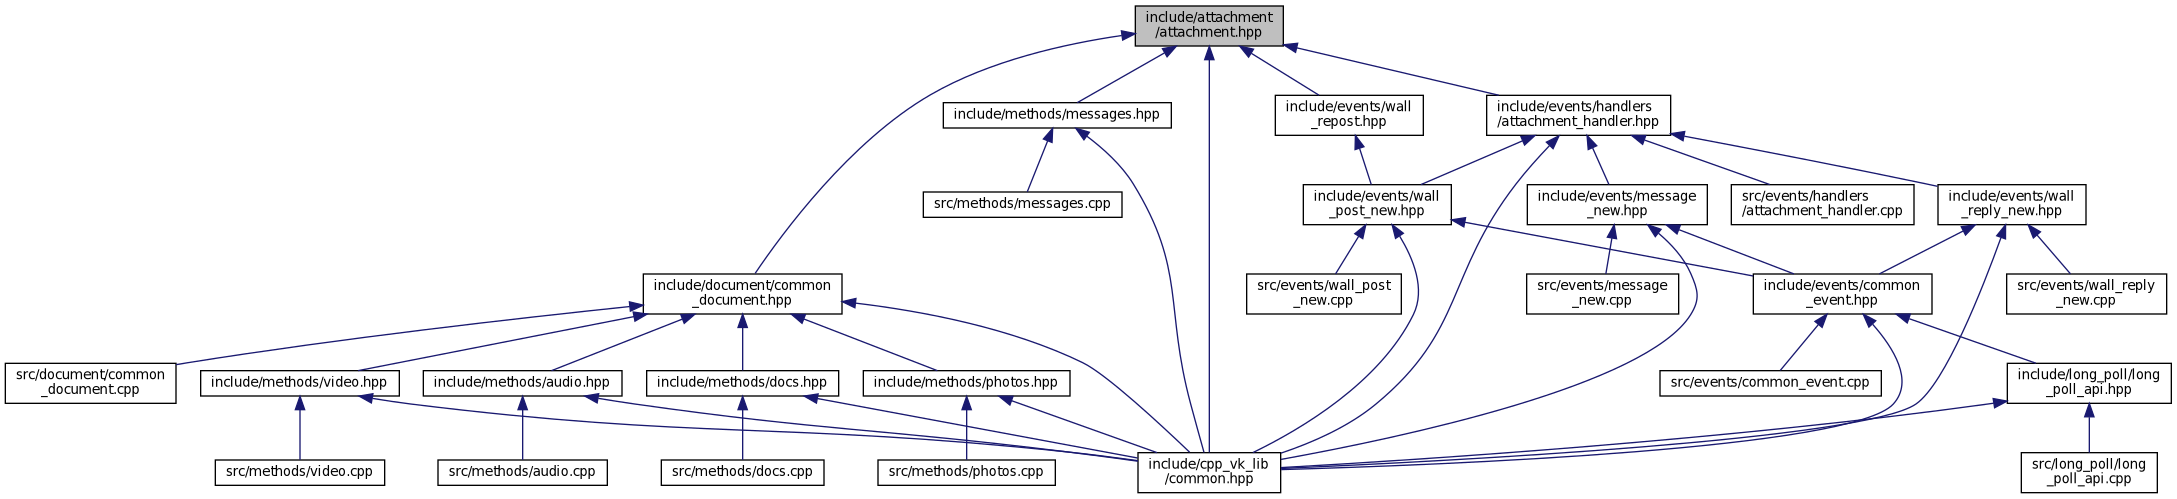 include/attachment
/attachment.hpp
include/methods/messages.hpp
include/events/wall
_repost.hpp
include/events/handlers
/attachment_handler.hpp
src/methods/messages.cpp
include/events/wall
_post_new.hpp
include/events/message
_new.hpp
src/events/handlers
/attachment_handler.cpp
include/events/wall
_reply_new.hpp
include/document/common
_document.hpp
src/events/wall_post
_new.cpp
src/events/message
_new.cpp
include/events/common
_event.hpp
src/events/wall_reply
_new.cpp
src/document/common
_document.cpp
include/methods/video.hpp
include/methods/audio.hpp
include/methods/docs.hpp
include/methods/photos.hpp
src/events/common_event.cpp
include/long_poll/long
_poll_api.hpp
src/methods/video.cpp
src/methods/audio.cpp
src/methods/docs.cpp
src/methods/photos.cpp
include/cpp_vk_lib
/common.hpp
src/long_poll/long
_poll_api.cpp